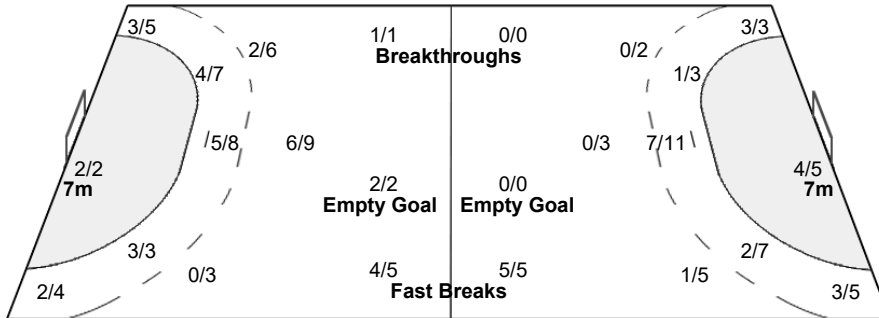 3/5 1/1 0/0 3/3
2/6 0/2
Breakthroughs
4/7 1/3
5/8 6/9 0/3 7/11
2/2 4/5
7m 2/2 0/0 7m
Empty Goal Empty Goal
3/3 2/7
0/3 4/5 5/5 1/5
2/4 Fast Breaks 3/5